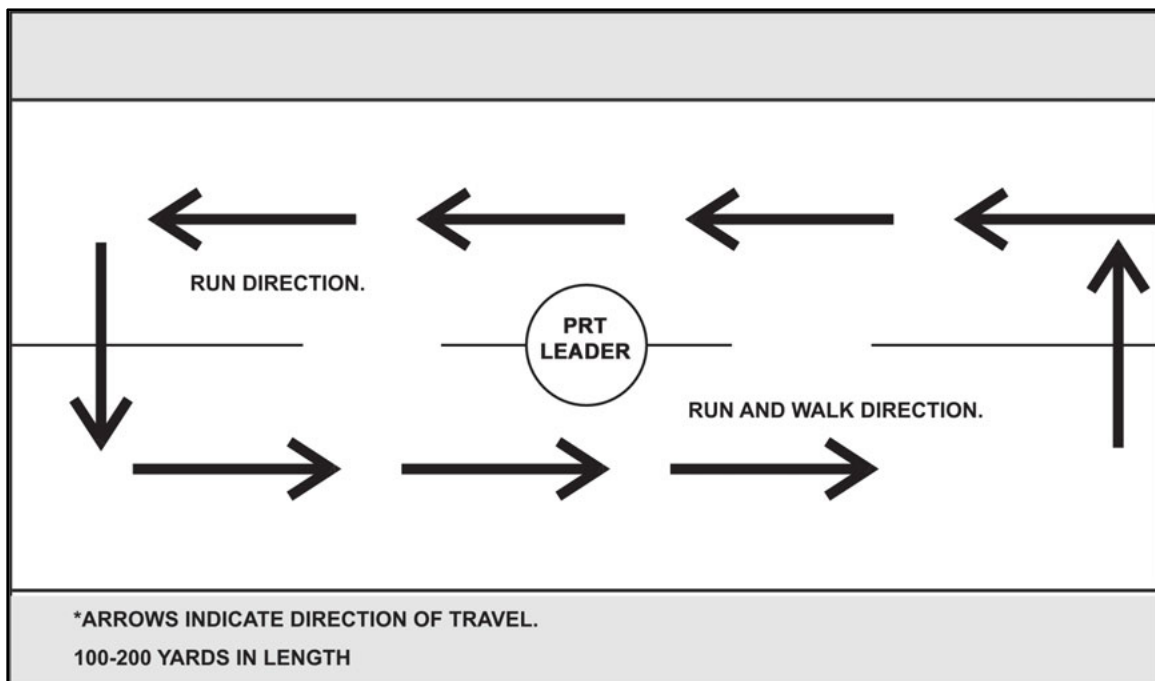 RUN DIRECTION.
PRT
LEADER
RUN AND WALK DIRECTION.
*ARROWS INDICATE DIRECTION OF TRAVEL.
100-200 YARDS IN LENGTH